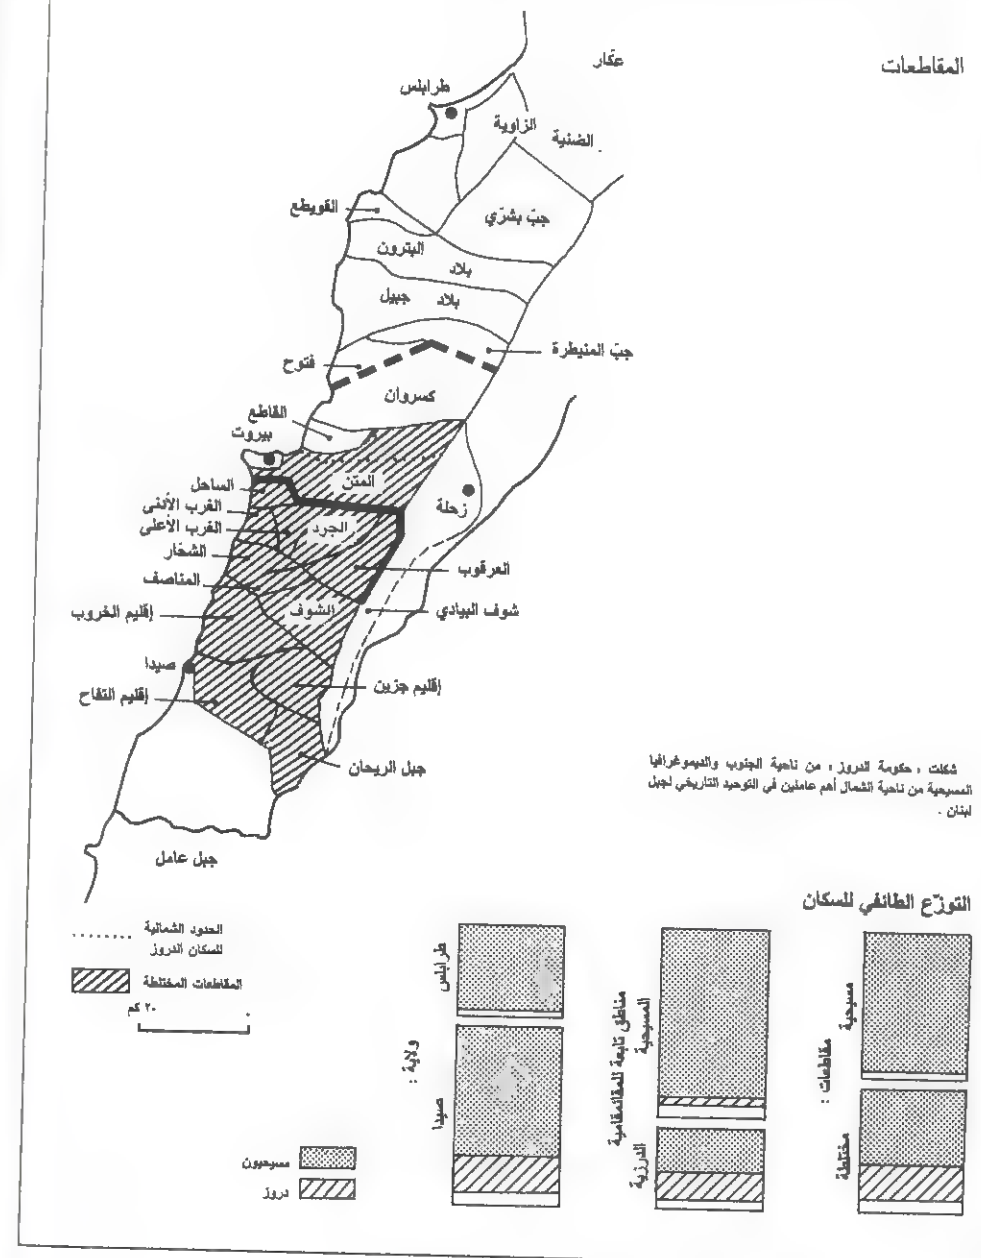 المقاطعات
عكّار
طرابلس
الزاوية
الضنية
القويطع
جبّ بشرّي
البترون
بلاد
جبيل
بلاد
جبّ المنيطرة
فتوح
كسروان
القاطع
بيروت
المتن
الساحل
زحلة
الغرب الأدنى
الغرب الأعلى
الجرد
الشحّار
العرقوب
المناصف
إقليم الخروب
الشوف
شوف البيادي
صيدا
إقليم جزين
إقليم التفاح
جبل الريحان
جبل عامل
شكلت « حكومة الدروز » من ناحية الجنوب والديموغرافيا
المسيحية من ناحية الشمال أهم عاملين في التوحيد التاريخي لجبل
لبنان .
الحدود الشمالية
للسكان الدروز
المقاطعات المختلطة
٢٠ كم
٠
التوزّع الطائفي للسكان
مقاطعات :
مسيحية
مختلطة
مناطق تابعة للمقائمقامية
المسيحية
الدرزية
ولاية :
طرابلس
صيدا
مسيحيون
دروز